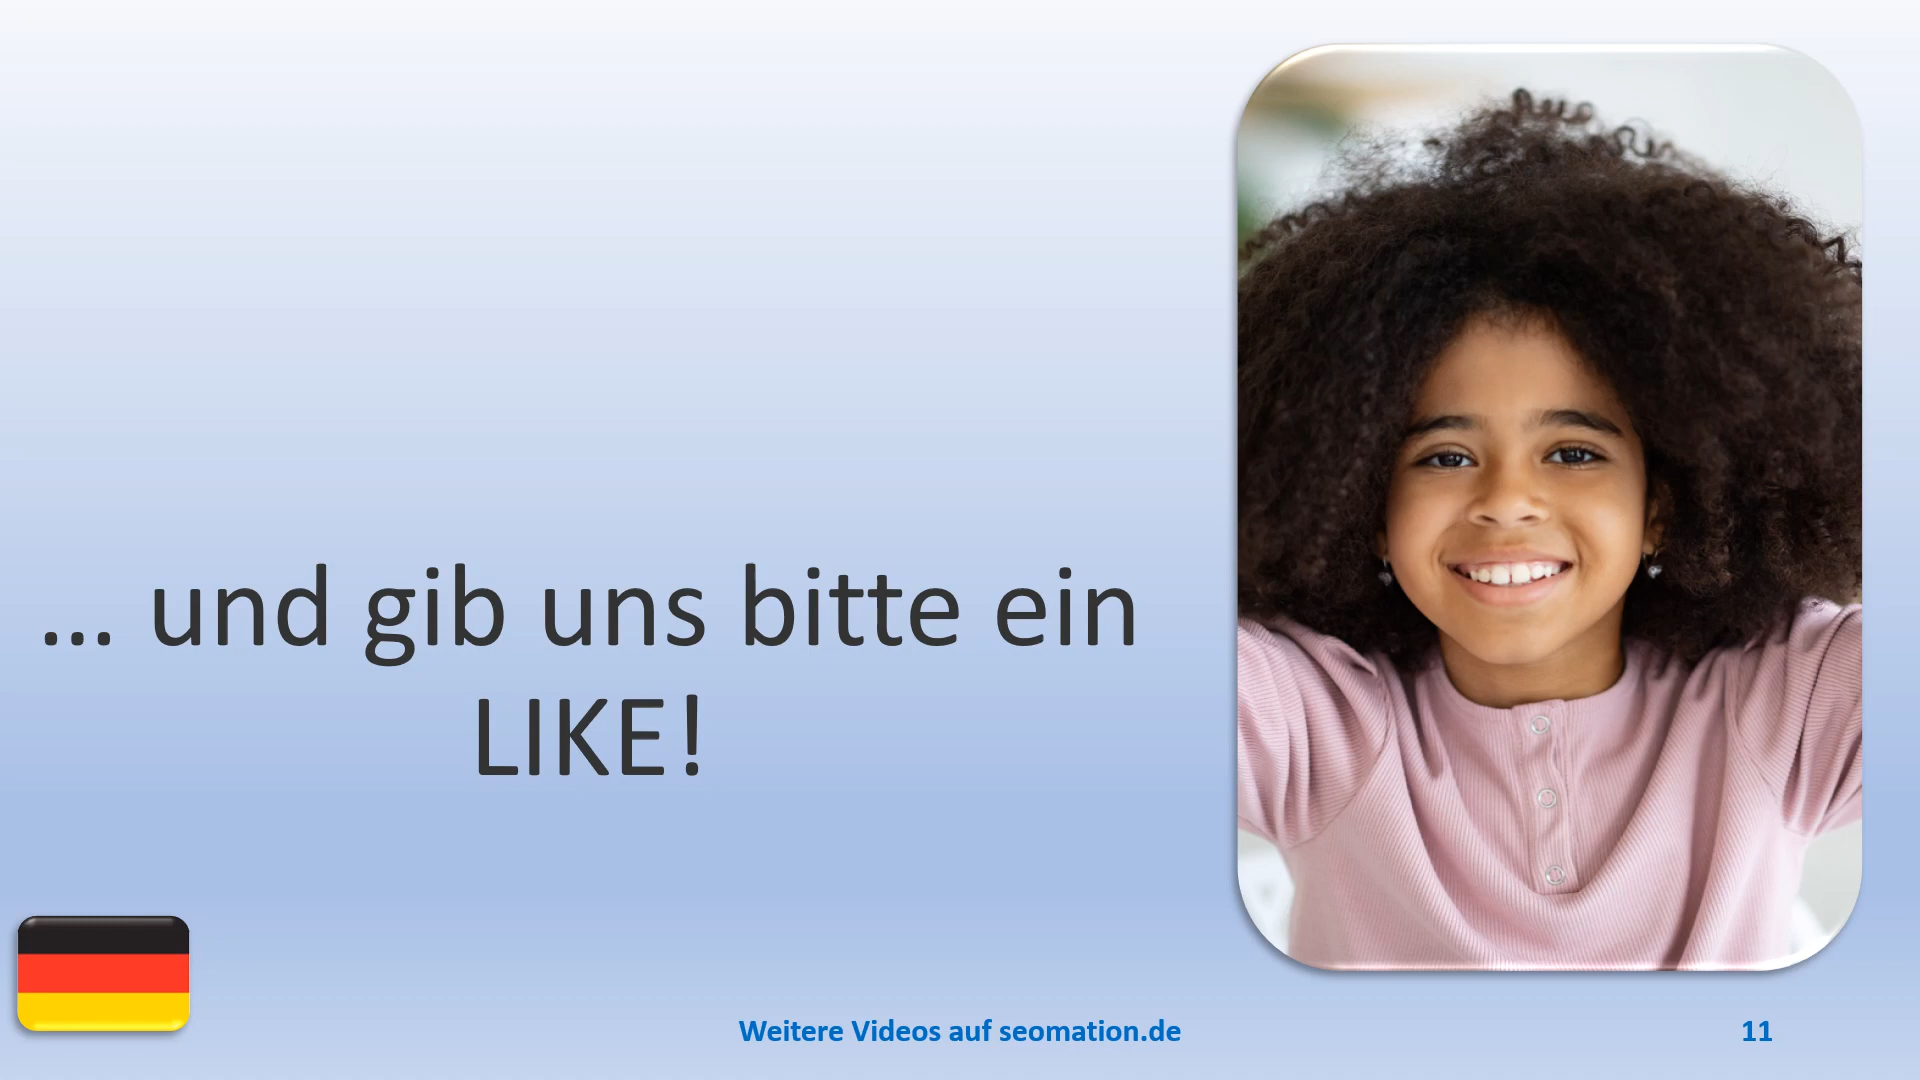 ... und gib uns bitte ein
LIKE!
Weitere Videos auf seomation.de
11